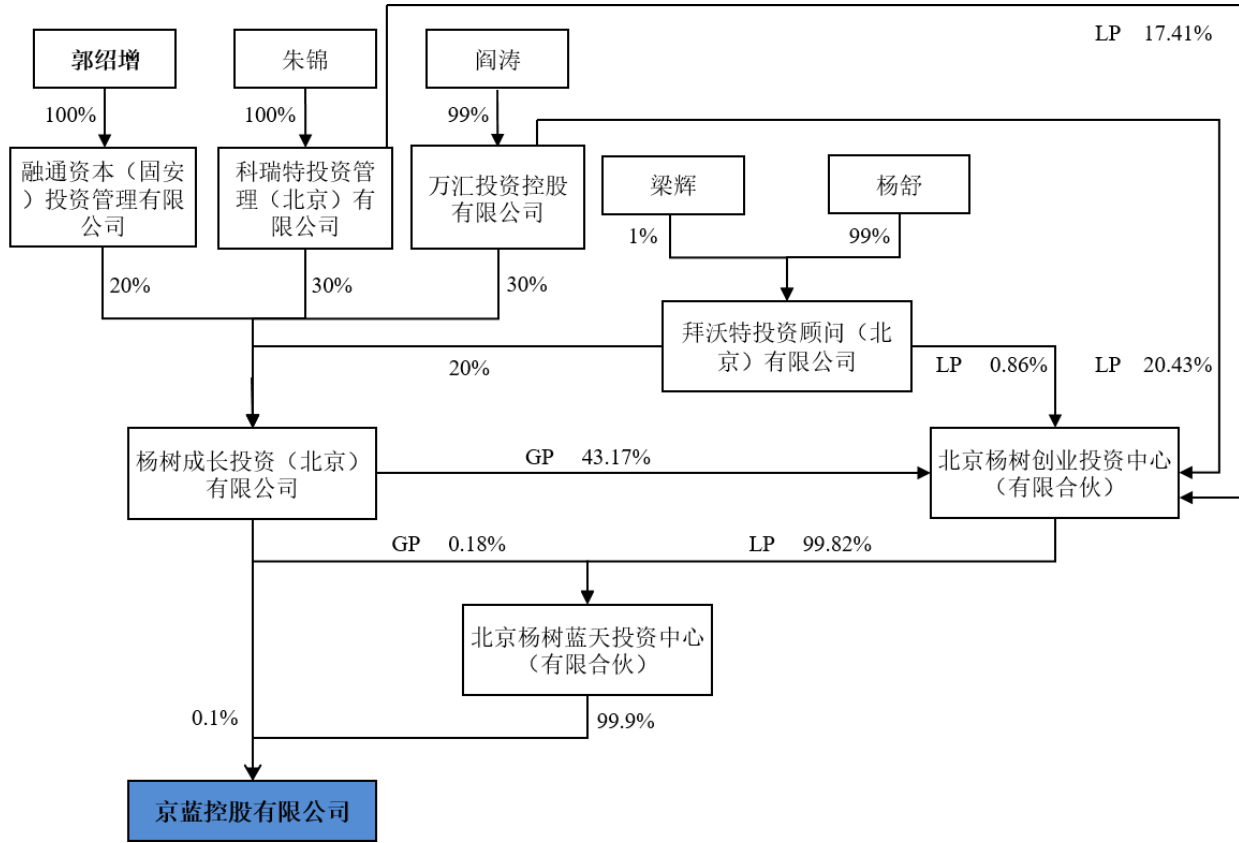 LP 17.41%
郭绍增
朱锦
阎涛
100%
100%
99%
融通资本（固安
）投资管理有限
公司
科瑞特投资管
理（北京）有
限公司
万汇投资控股
有限公司
梁辉
杨舒
1%
99%
20%
30%
30%
拜沃特投资顾问（北
京）有限公司
20%
LP 0.86%
LP 20.43%
杨树成长投资（北京）
有限公司
GP 43.17%
北京杨树创业投资中心
（有限合伙）
GP 0.18%
LP 99.82%
北京杨树蓝天投资中心
（有限合伙）
0.1%
99.9%
京蓝控股有限公司